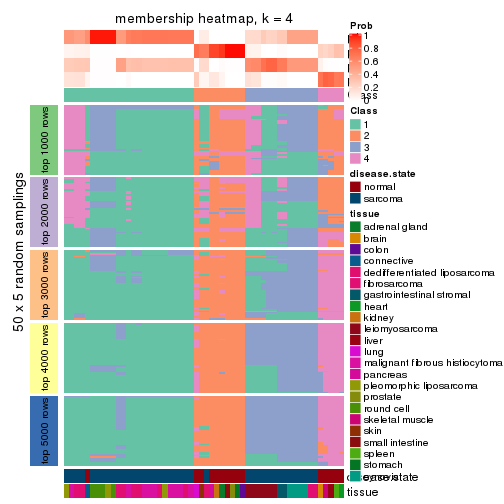 membership heatmap, k = 4
50 x 5 random samplings
top 1000 rows
top 2000 rows
top 3000 rows
top 4000 rows
top 5000 rows
Prob
1
0.8
0.6
0.4
0.2
0
Class
1
2
3
4
disease.state
normal
sarcoma
tissue
adrenal gland
brain
colon
connective
dedifferentiated liposarcoma
fibrosarcoma
gastrointestinal stromal
heart
kidney
leiomyosarcoma
liver
lung
malignant fibrous histiocytoma
pancreas
pleomorphic liposarcoma
prostate
round cell
skeletal muscle
skin
small intestine
spleen
stomach
disease.state
tissue